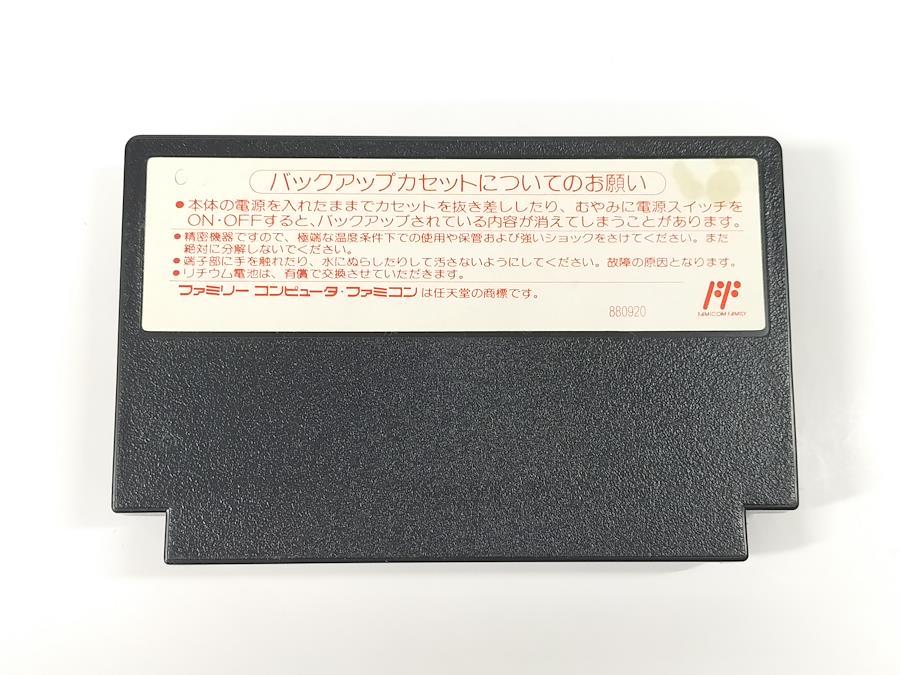 C
バックアップカセットについてのお願い
●本体の電源を入れたままでカセットを抜き差ししたり、むやみに電源スイッチを
ON・OFFすると、バックアップされている内容が消えてしまうことがあります。
●精密機器ですので、極端な温度条件下での使用や保管および強いショックをさけてください。また
絶対に分解しないでください。
●端子部に手を触れたり、水にぬらしたりして汚さないようにしてください。故障の原因となります。
●リチウム電池は、有償で交換させていただきます。
ファミリー コンピュータ・ファミコンは任天堂の商標です。
880920
FAMICOM FAMILY